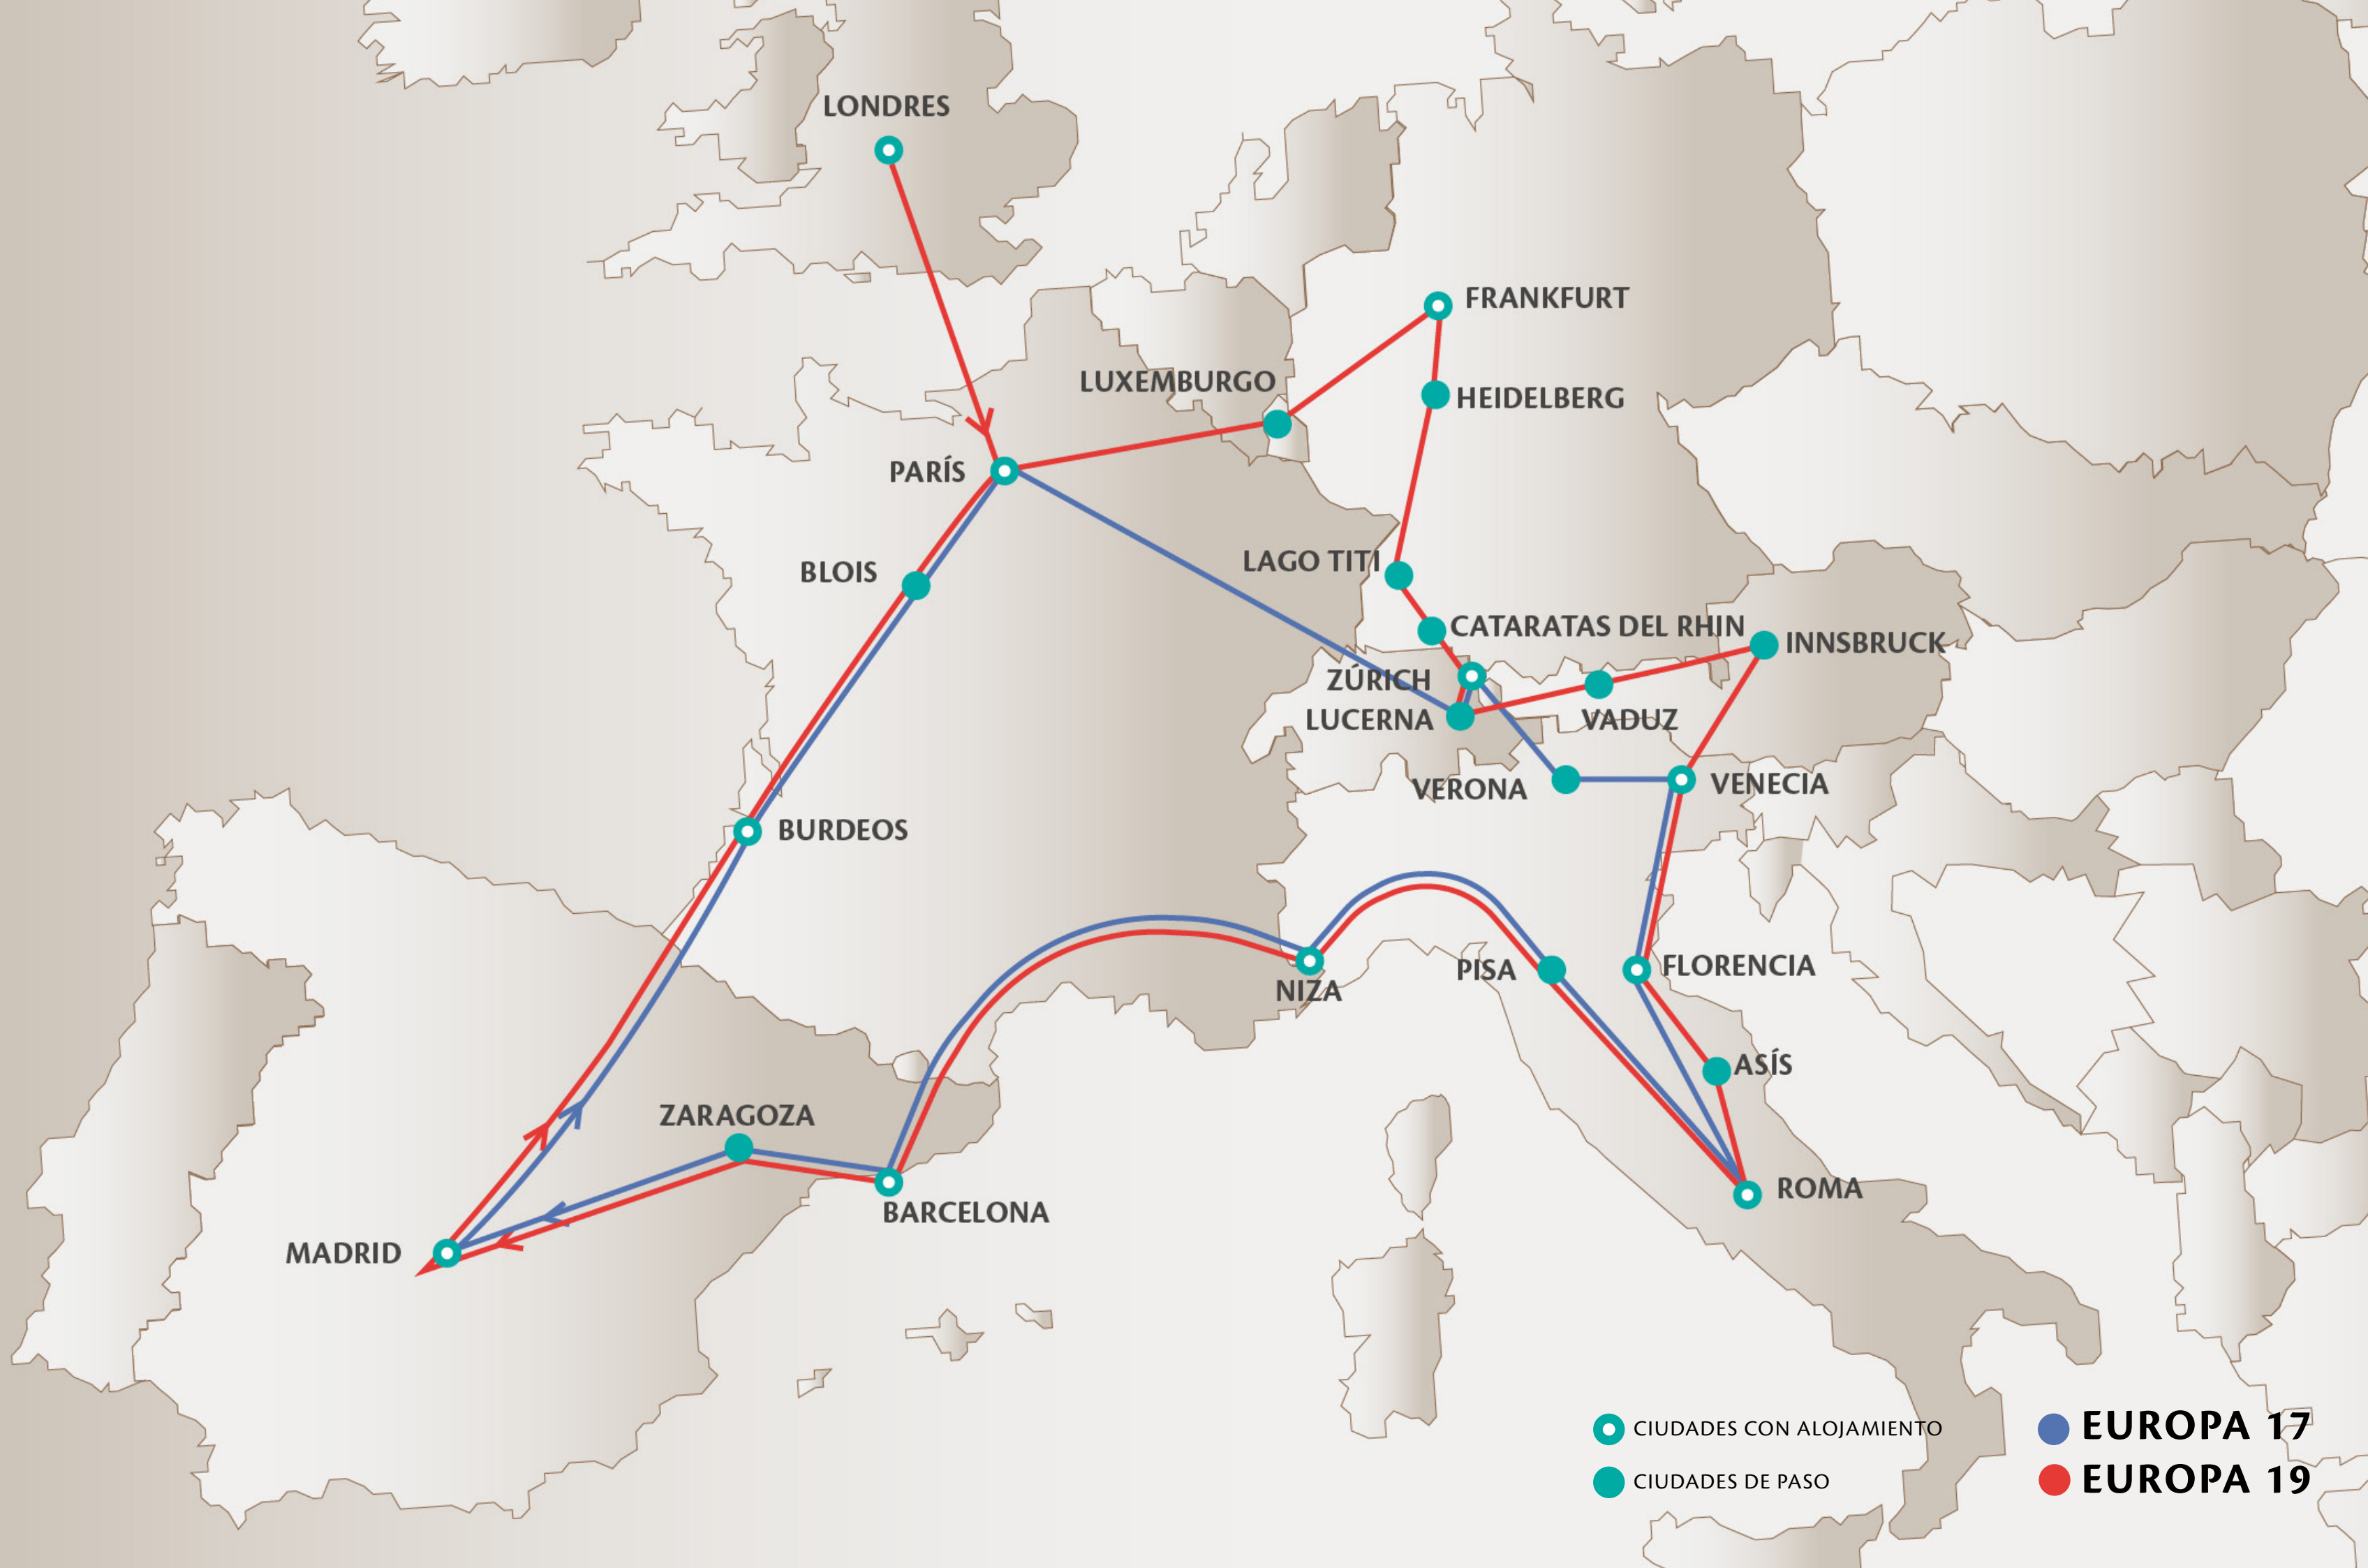 LONDRES
FRANKFURT
LUXEMBURGO
HEIDELBERG
PARÍS
LAGO TITI
BLOIS
CATARATAS DEL RHIN
INNSBRUCK
ZÚRICH
LUCERNA
VADUZ
VERONA
VENECIA
BURDEOS
PISA
FLORENCIA
NIZA
ASÍS
ZARAGOZA
ROMA
BARCELONA
MADRID
CIUDADES CON ALOJAMIENTO
CIUDADES DE PASO
EUROPA 17
EUROPA 19